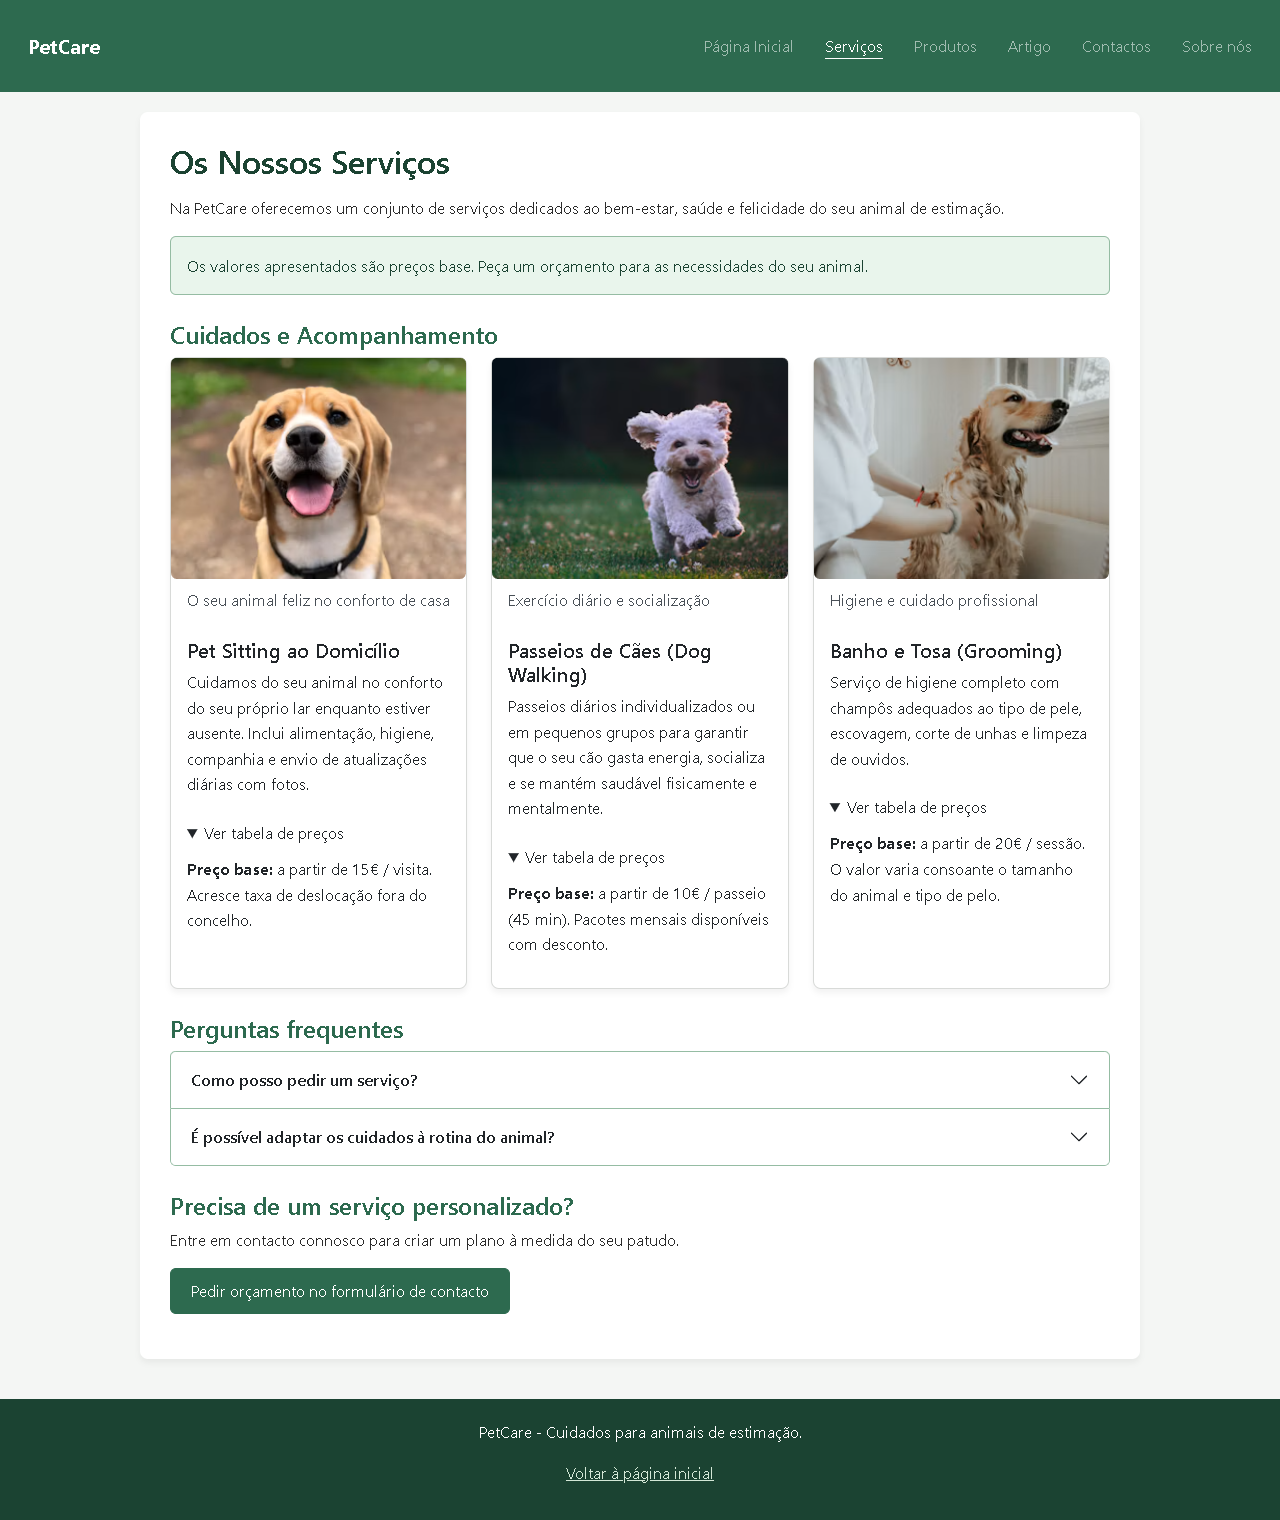 PetCare
Página Inicial Serviços Produtos Artigo Contactos Sobre nós
Os Nossos Serviços
Na PetCare oferecemos um conjunto de serviços dedicados ao bem-estar, saúde e felicidade do seu animal de estimação.
Os valores apresentados são preços base. Peça um orçamento para as necessidades do seu animal.
Cuidados e Acompanhamento
O seu animal feliz no conforto de casa
Pet Sitting ao Domicílio
Cuidamos do seu animal no conforto
do seu próprio lar enquanto estiver
ausente. Inclui alimentação, higiene,
companhia e envio de atualizações
diárias com fotos.
Ver tabela de preços
Preço base: a partir de 15€ / visita.
Acresce taxa de deslocação fora do
concelho.
Exercício diário e socialização
Passeios de Cães (Dog
Walking)
Passeios diários individualizados ou
em pequenos grupos para garantir
que o seu cão gasta energia, socializa
e se mantém saudável fisicamente e
mentalmente.
Ver tabela de preços
Preço base: a partir de 10€ / passeio
(45 min). Pacotes mensais disponíveis
com desconto.
Higiene e cuidado profissional
Banho e Tosa (Grooming)
Serviço de higiene completo com
champôs adequados ao tipo de pele,
escovagem, corte de unhas e limpeza
de ouvidos.
Ver tabela de preços
Preço base: a partir de 20€ / sessão.
O valor varia consoante o tamanho
do animal e tipo de pelo.
Perguntas frequentes
Como posso pedir um serviço?
É possível adaptar os cuidados à rotina do animal?
Precisa de um serviço personalizado?
Entre em contacto connosco para criar um plano à medida do seu patudo.
Pedir orçamento no formulário de contacto
PetCare - Cuidados para animais de estimação.
Voltar à página inicial